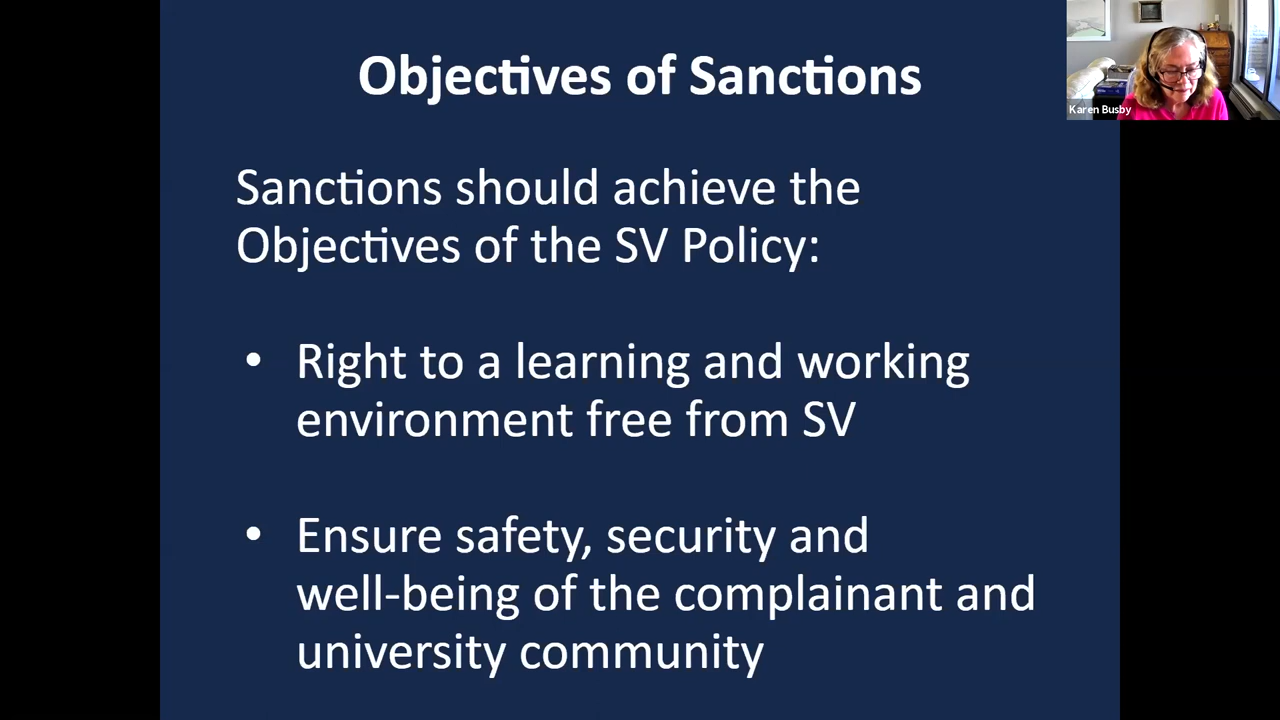 Objectives of Sanctions
Karen Busby
Sanctions should achieve the
Objectives of the SV Policy:
• Right to a learning and working
environment free from SV
• Ensure safety, security and
well-being of the complainant and
university community